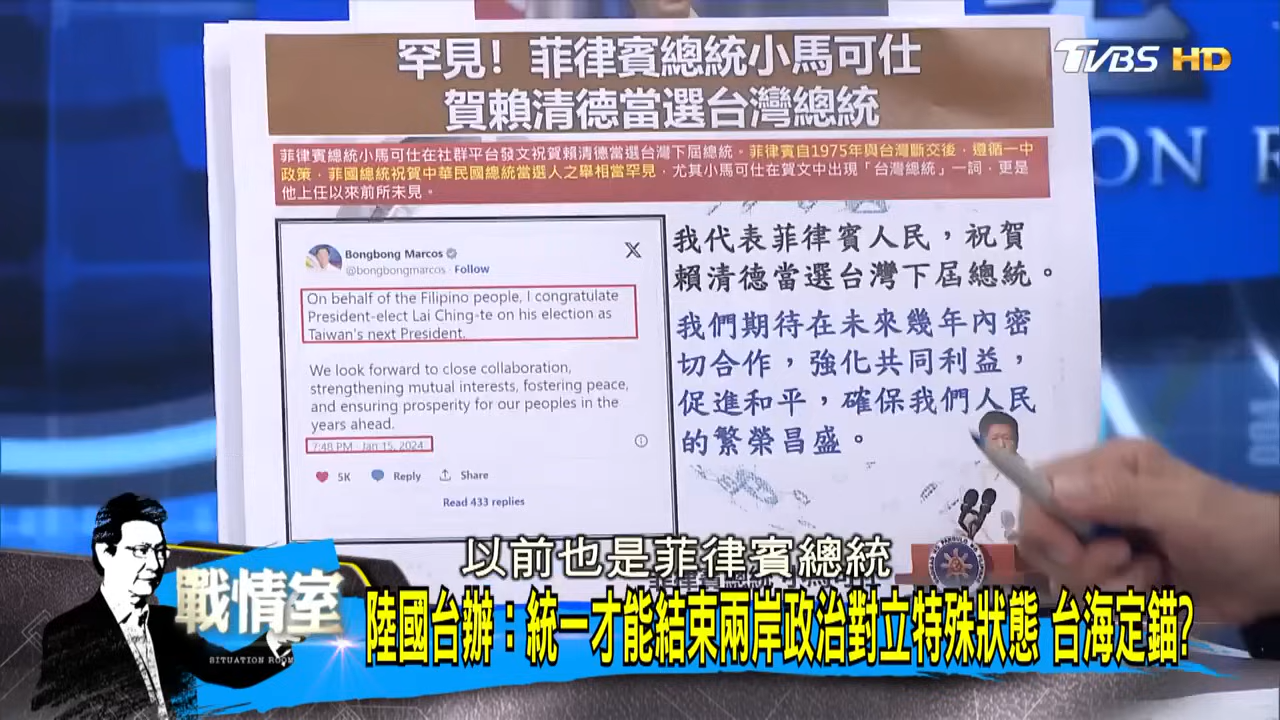 罕見！菲律賓總統小馬可仕
賀賴清德當選台灣總統
TVBS HD
ON R
菲律賓總統小馬可仕在社群平台發文祝賀賴清德當選台灣下屆總統。菲律賓自1975年與台灣斷交後，遵循一中
政策，菲國總統祝賀中華民國總統當選人之舉相當罕見，尤其小馬可仕在賀文中出現「台灣總統」一詞，更是
他上任以來前所未見。
Bongbong Marcos
@bongbongmarcos · Follow
On behalf of the Filipino people, I congratulate
President-elect Lai Ching-te on his election as
Taiwan's next President.
We look forward to close collaboration,
strengthening mutual interests, fostering peace,
and ensuring prosperity for our peoples in the
years ahead.
7:48 PM · Jan 15, 2024
5K Reply Share
Read 433 replies
我代表菲律賓人民，祝賀
賴清德當選台灣下屆總統。
我們期待在未來幾年內密
切合作，強化共同利益，
促進和平，確保我們人民
的繁榮昌盛。
以前也是菲律賓總統
戰情室
SITUATION ROOM
陸國台辦：統一才能結束兩岸政治對立特殊狀態 台海定錨?